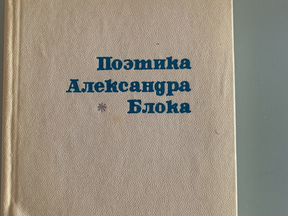 Поэтика
Александра
* Блока